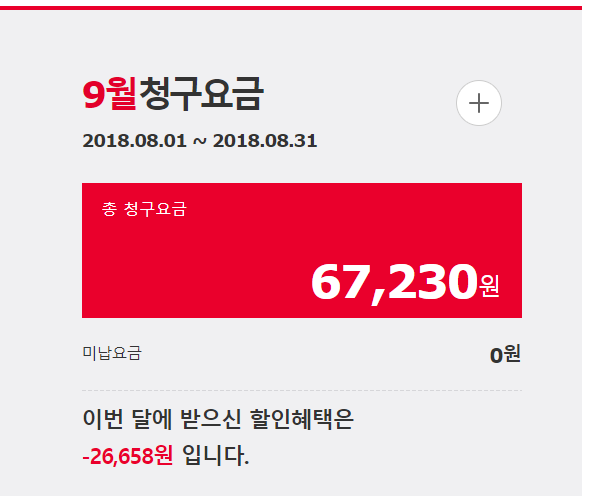 9월청구요금
2018.08.01 ~ 2018.08.31
총 청구요금
67,230원
미납요금 0원
이번 달에 받으신 할인혜택은
-26,658원 입니다.